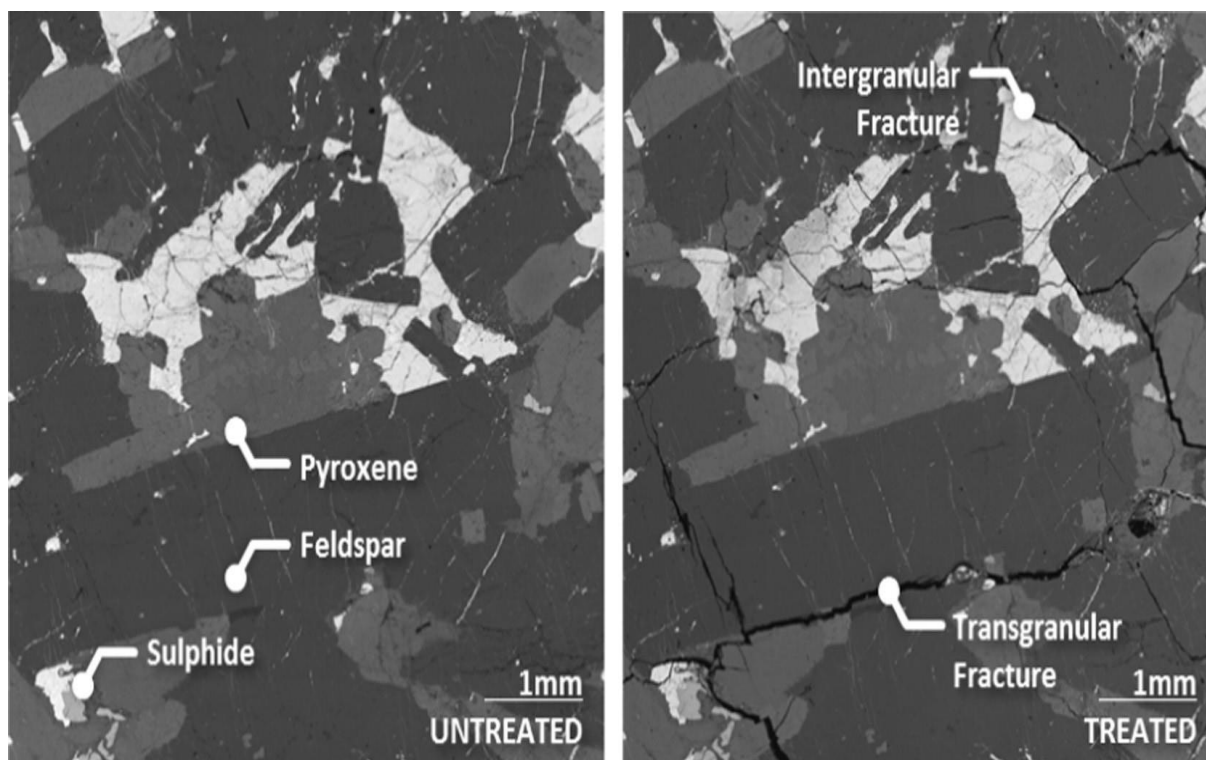 Pyroxene
Feldspar
Sulphide
1mm
UNTREATED
Intergranular
Fracture
Transgranular
Fracture
1mm
TREATED